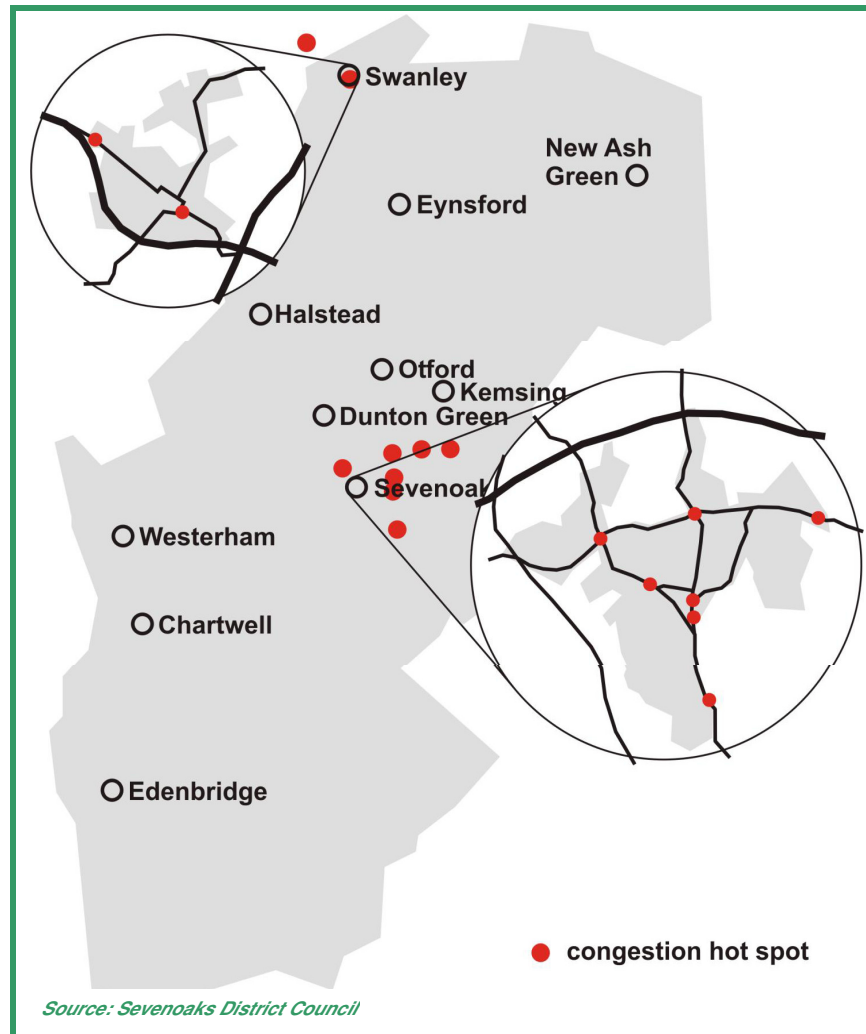 Swanley
New Ash
Green
Eynsford
Halstead
Otford
Kemsing
Dunton Green
Sevenoal
Westerham
Chartwell
Edenbridge
congestion hot spot
Source: Sevenoaks District Council